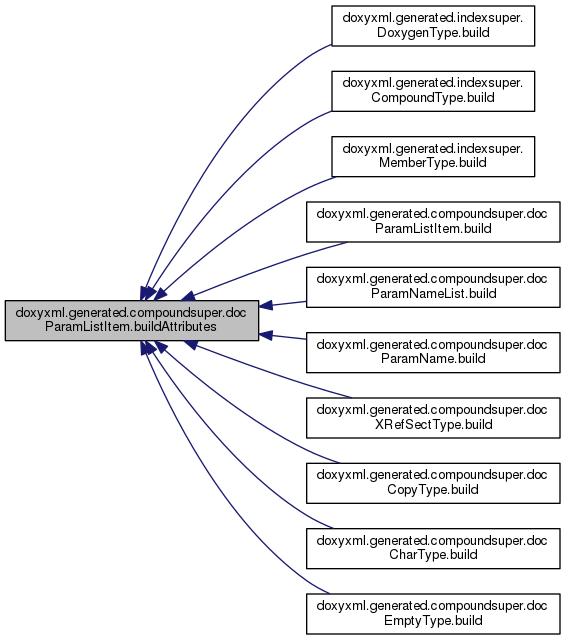 doxyxml.generated.indexsuper.
DoxygenType.build
doxyxml.generated.indexsuper.
CompoundType.build
doxyxml.generated.indexsuper.
MemberType.build
doxyxml.generated.compoundsuper.doc
ParamListItem.build
doxyxml.generated.compoundsuper.doc
ParamNameList.build
doxyxml.generated.compoundsuper.doc
ParamListItem.buildAttributes
doxyxml.generated.compoundsuper.doc
ParamName.build
doxyxml.generated.compoundsuper.doc
XRefSectType.build
doxyxml.generated.compoundsuper.doc
CopyType.build
doxyxml.generated.compoundsuper.doc
CharType.build
doxyxml.generated.compoundsuper.doc
EmptyType.build